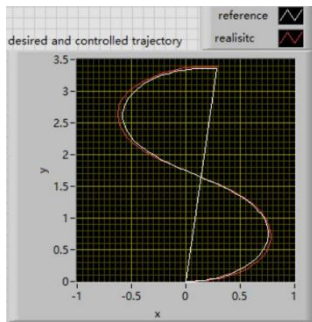 reference
desired and controlled trajectory
realisitc
3.5
3
2.5
2
1.5
1
0.5
0
y
-1
-0.5
0
0.5
1
x